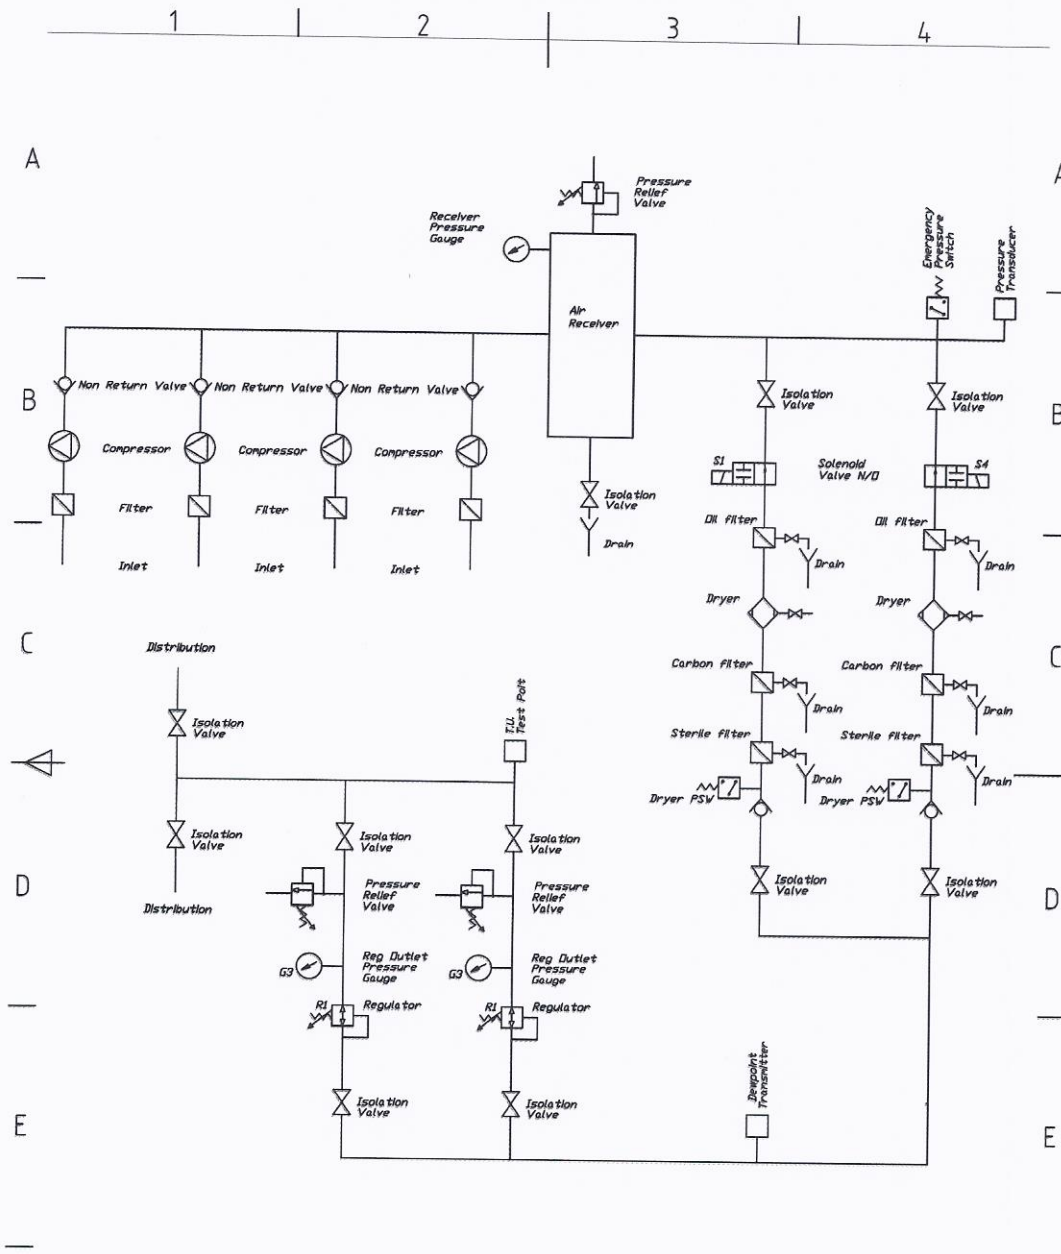 1
2
3
4
A
A
Pressure
Relief
Valve
Receiver
Pressure
Gauge
Emergency
Pressure
Switch
Pressure
Transducer
Air
Receiver
B
B
Non Return Valve
Non Return Valve
Non Return Valve
Isolation
Valve
Isolation
Valve
Compressor
Compressor
Compressor
S1
Solenoid
Valve N/O
S4
Filter
Filter
Filter
Isolation
Valve
Oil filter
Oil filter
Inlet
Inlet
Inlet
Drain
Drain
Drain
Dryer
Dryer
C
C
Distribution
Carbon filter
Carbon filter
T.U.
Test Poit
Isolation
Valve
Drain
Drain
Sterile filter
Sterile filter
Drain
Drain
Dryer PSW
Dryer PSW
Isolation
Valve
Isolation
Valve
Isolation
Valve
D
D
Pressure
Relief
Valve
Pressure
Relief
Valve
Isolation
Valve
Isolation
Valve
Distribution
G3
Reg Outlet
Pressure
Gauge
G3
Reg Outlet
Pressure
Gauge
R1
Regulator
R1
Regulator
Dewpoint
Transmitter
E
E
Isolation
Valve
Isolation
Valve